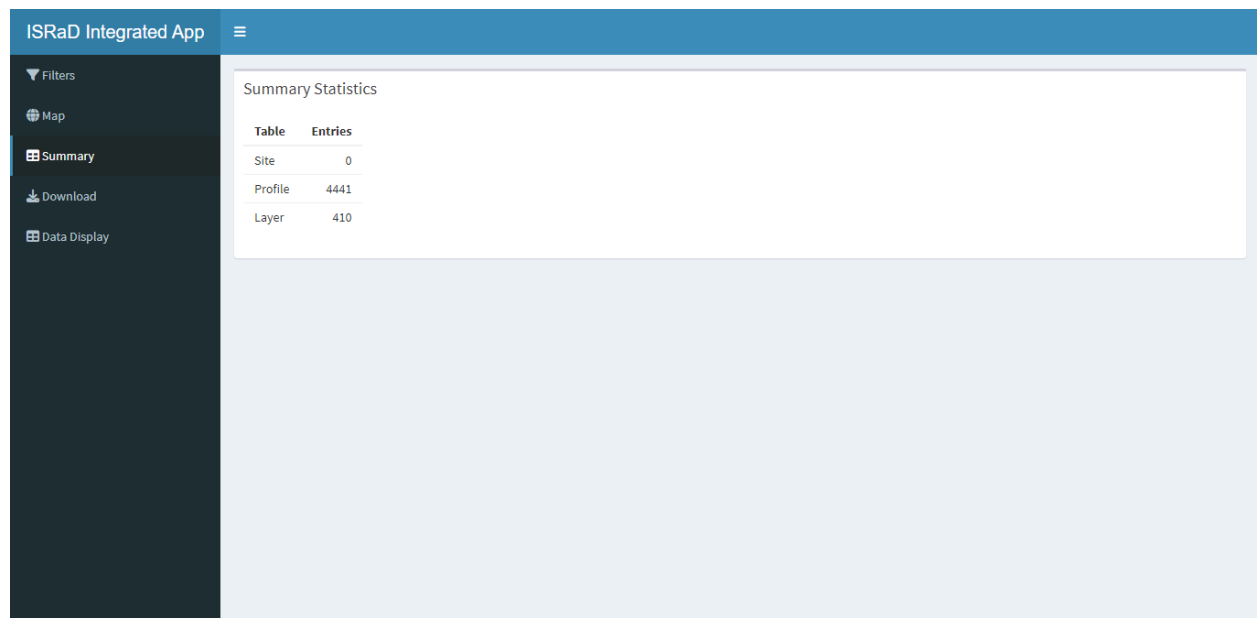 ISRaD Integrated App
Filters
Map
Summary
Download
Data Display
Summary Statistics
Table Entries
Site 0
Profile 4441
Layer 410